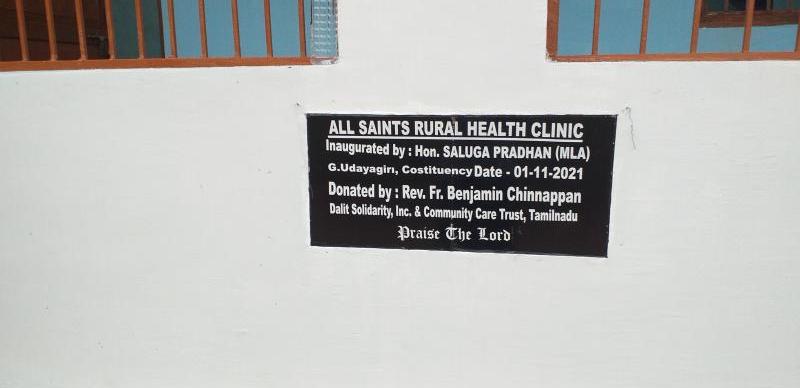 ALL SAINTS RURAL HEALTH CLINIC
Inaugurated by : Hon. SALUGA PRADHAN (MLA)
G.Udayagiri, Costituency Date - 01-11-2021
Donated by : Rev. Fr. Benjamin Chinnappan
Dalit Solidarity, Inc. & Community Care Trust, Tamilnadu
Praise The Lord